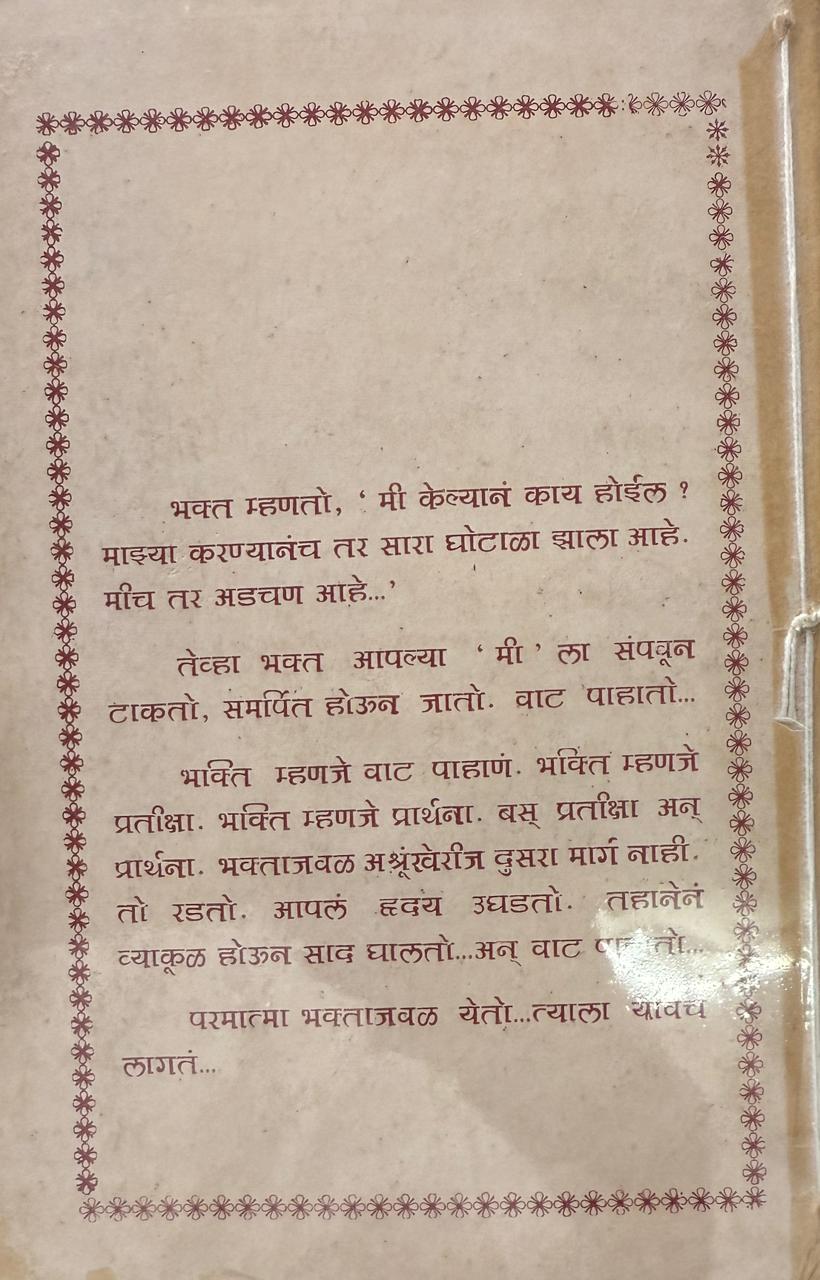 भक्त म्हणतो, ‘ मी केल्यानं काय होईल ?
माझ्या करण्यानंच तर सारा घोटाळा झाला आहे.
मीच तर अडचण आहे...’
तेव्हा भक्त आपल्या ‘ मी ’ ला संपवून
टाकतो, समर्पित होऊन जातो. वाट पाहातो...
भक्ति म्हणजे वाट पाहाणं. भक्ति म्हणजे
प्रतीक्षा. भक्ति म्हणजे प्रार्थना. बस् प्रतीक्षा अन्
प्रार्थना. भक्ताजवळ अश्रूंखेरीज दुसरा मार्ग नाही.
तो रडतो. आपलं हृदय उघडतो. तहानेनं
व्याकूळ होऊन साद घालतो...अन् वाट पाहातो...
परमात्मा भक्ताजवळ येतो...त्याला यावंच
लागतं...